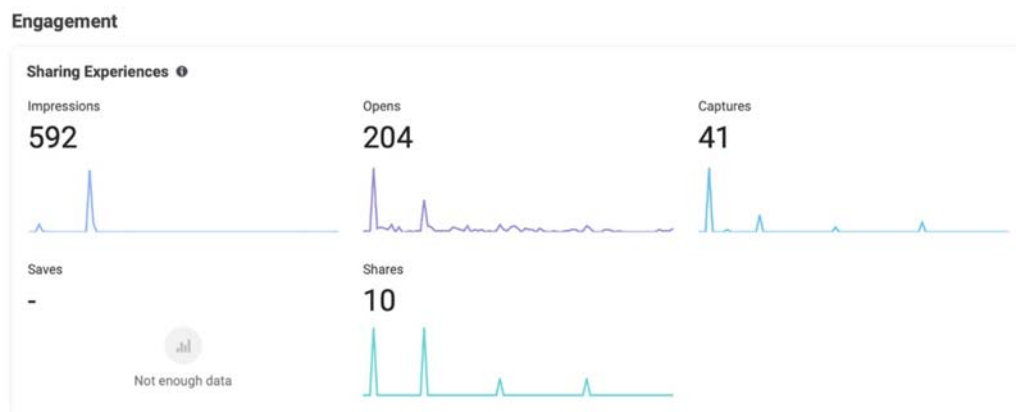 Engagement
Sharing Experiences
Impressions
592
Opens
204
Captures
41
Saves
-
Not enough data
Shares
10